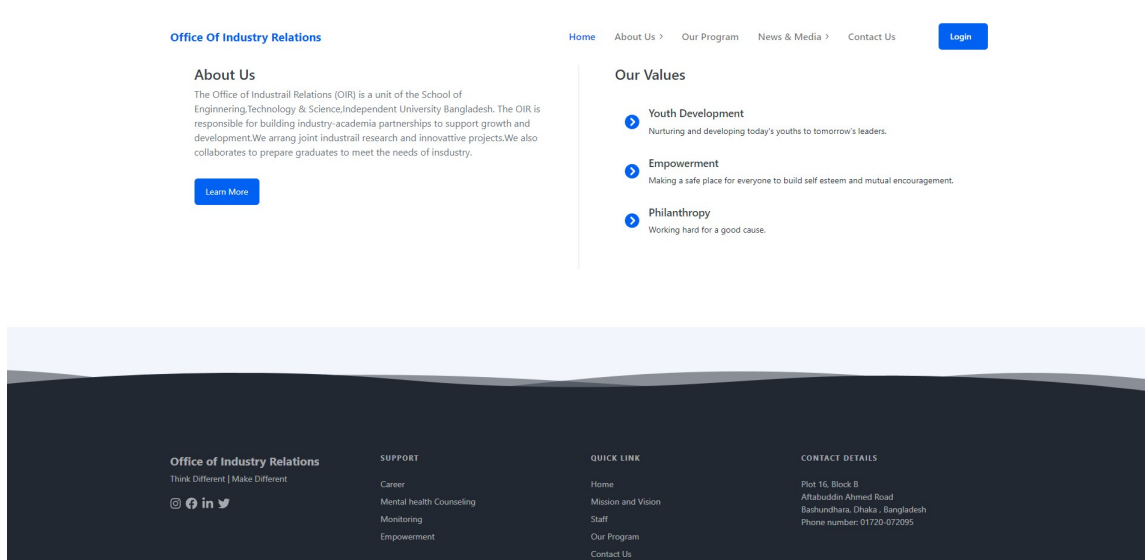 Office Of Industry Relations
Home
About Us >
Our Program
News & Media >
Contact Us
Login
About Us
The Office of Industrail Relations (OIR) is a unit of the School of
Enginnering,Technology & Science,Independent University Bangladesh. The OIR is
responsible for building industry-academia partnerships to support growth and
development.We arrang joint industrail research and innovattive projects.We also
collaborates to prepare graduates to meet the needs of insdustry.
Learn More
Our Values
Youth Development
Nurturing and developing today's youths to tomorrow's leaders.
Empowerment
Making a safe place for everyone to build self esteem and mutual encouragement.
Philanthropy
Working hard for a good cause.
Office of Industry Relations
Think Different | Make Different
SUPPORT
Career
Mental health Counseling
Monitoring
Empowerment
QUICK LINK
Home
Mission and Vision
Staff
Our Program
Contact Us
CONTACT DETAILS
Plot 16, Block B
Aftabuddin Ahmed Road
Bashundhara, Dhaka , Bangladesh
Phone number: 01720-072095